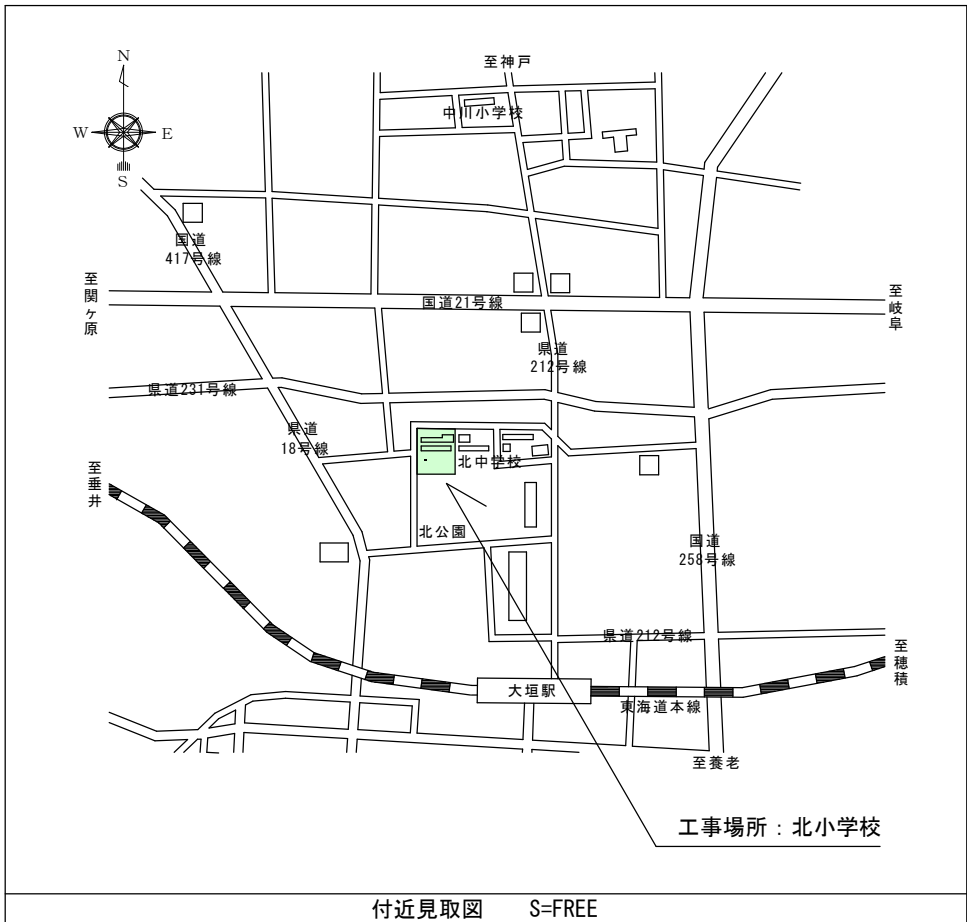 N
至神戸
中川小学校
W
E
S
国道
417号線
至関ヶ原
国道21号線
至岐阜
県道
212号線
県道231号線
県道
18号線
北中学校
至垂井
北公園
国道
258号線
県道212号線
至穂積
大垣駅
東海道本線
至養老
工事場所：北小学校
付近見取図　S=FREE